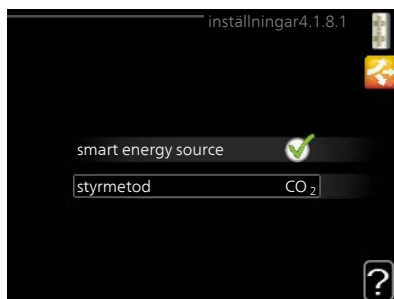 inställningar4.1.8.1
smart energy source
styrmetod CO₂
?